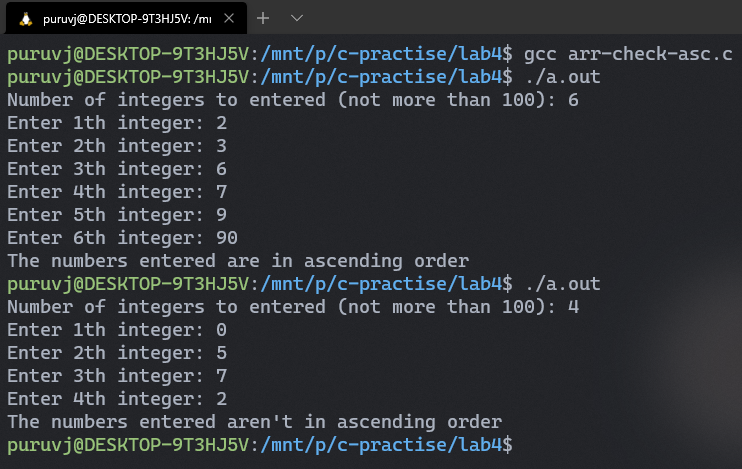 puruvj@DESKTOP-9T3HJ5V: /mr
puruvj@DESKTOP-9T3HJ5V:/mnt/p/c-practise/lab4$ gcc arr-check-asc.c
puruvj@DESKTOP-9T3HJ5V:/mnt/p/c-practise/lab4$ ./a.out
Number of integers to entered (not more than 100): 6
Enter 1th integer: 2
Enter 2th integer: 3
Enter 3th integer: 6
Enter 4th integer: 7
Enter 5th integer: 9
Enter 6th integer: 90
The numbers entered are in ascending order
puruvj@DESKTOP-9T3HJ5V:/mnt/p/c-practise/lab4$ ./a.out
Number of integers to entered (not more than 100): 4
Enter 1th integer: 0
Enter 2th integer: 5
Enter 3th integer: 7
Enter 4th integer: 2
The numbers entered aren't in ascending order
puruvj@DESKTOP-9T3HJ5V:/mnt/p/c-practise/lab4$